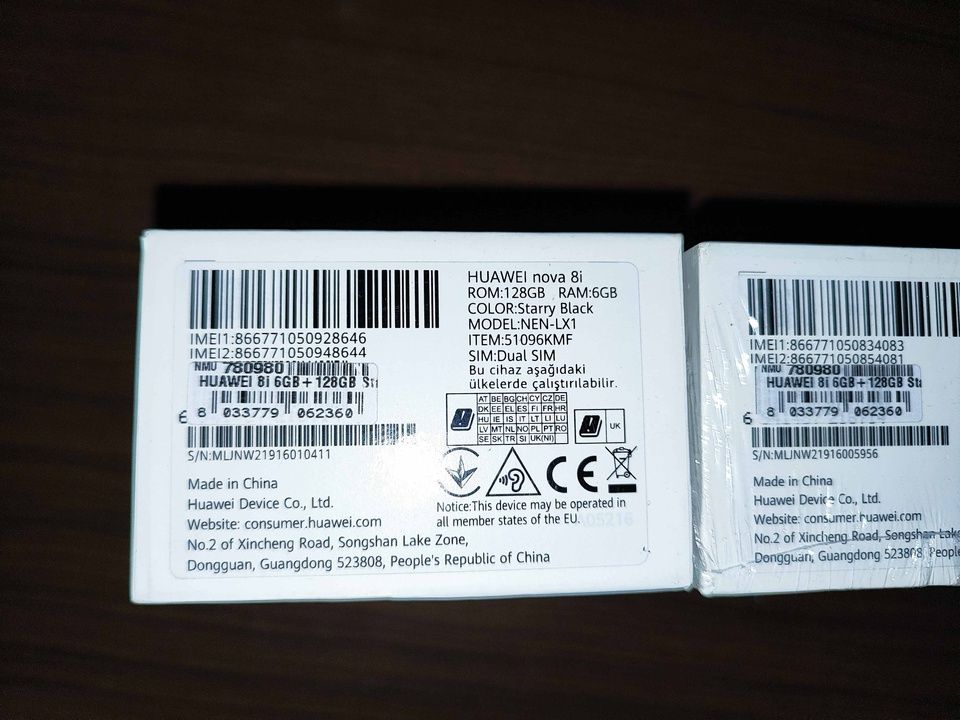 HUAWEI nova 8i
ROM:128GB RAM:6GB
COLOR:Starry Black
MODEL:NEN-LX1
ITEM:51096KMF
SIM:Dual SIM
Bu cihaz aşağıdaki
ülkelerde çalıştırılabilir.
IMEI1:866771050928646
IMEI2:866771050948644
NMU 780980
HUAWEI 8i 6GB+128GB
6
8 033779 062360
S/N:MLJNW21916010411
AT BE BG CH CY CZ DE
DK EE EL ES FI FR HR
HU IE IS IT LT LI LU
LV MT NL NO PL PT RO
SE SK TR SI UK(NI)
UK
CE
Notice:This device may be operated in
all member states of the EU.
Made in China
Huawei Device Co., Ltd.
Website: consumer.huawei.com
No.2 of Xincheng Road, Songshan Lake Zone,
Dongguan, Guangdong 523808, People's Republic of China
IMEI1:866771050834083
IMEI2:866771050854081
NMU 780980
HUAWEI 8i 6GB+128GB
6
8 033779 062360
S/N:MLJNW21916005956
Made in China
Huawei Device Co., Ltd.
Website: consumer.huawei.com
No.2 of Xincheng Road, Songshan Lake
Dongguan, Guangdong 523808, People